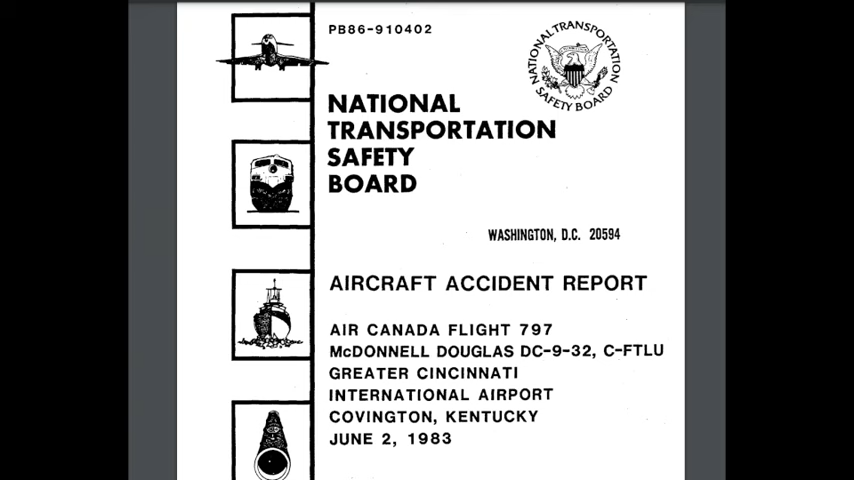 PB86-910402
NATIONAL TRANSPORTATION
SAFETY BOARD
NATIONAL
TRANSPORTATION
SAFETY
BOARD
WASHINGTON, D.C. 20594
AIRCRAFT ACCIDENT REPORT
AIR CANADA FLIGHT 797
McDONNELL DOUGLAS DC-9-32, C-FTLU
GREATER CINCINNATI
INTERNATIONAL AIRPORT
COVINGTON, KENTUCKY
JUNE 2, 1983